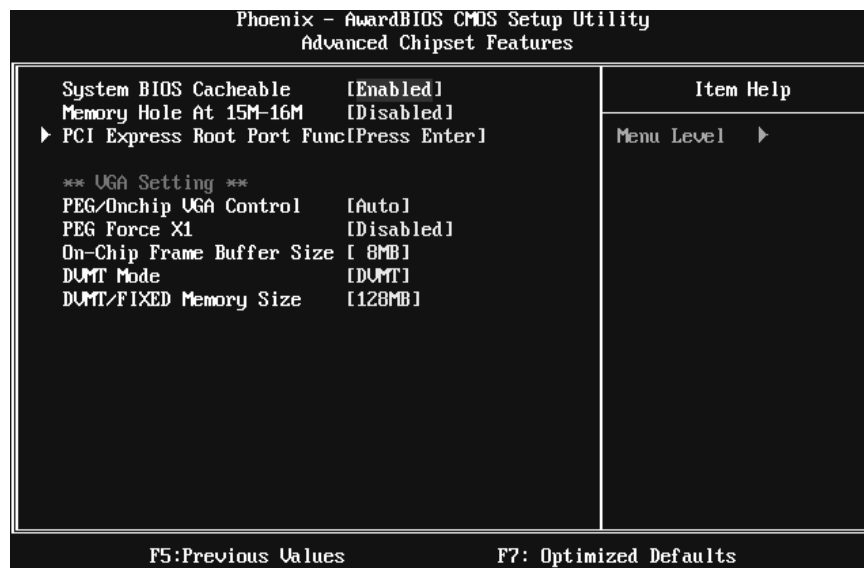 Phoenix - AwardBIOS CMOS Setup Utility
Advanced Chipset Features
System BIOS Cacheable [Enabled]
Memory Hole At 15M-16M [Disabled]
PCI Express Root Port Func[Press Enter]
** VGA Setting **
PEG/Onchip VGA Control [Auto]
PEG Force X1 [Disabled]
On-Chip Frame Buffer Size [ 8MB]
DVMT Mode [DVMT]
DVMT/FIXED Memory Size [128MB]
Item Help
Menu Level
F5:Previous Values F7: Optimized Defaults